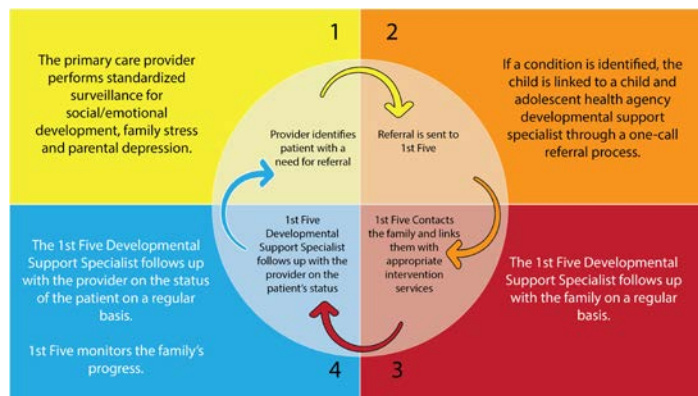 1
The primary care provider
performs standardized
surveillance for
social/emotional
development, family stress
and parental depression.
Provider identifies
patient with a
need for referral
2
If a condition is identified, the
child is linked to a child and
adolescent health agency
developmental support
specialist through a one-call
referral process.
Referral is sent to
1st Five
1st Five Contacts
the family and links
them with
appropriate
intervention
services
The 1st Five Developmental
Support Specialist follows up
with the family on a regular
basis.
3
1st Five
Developmental
Support Specialist
follows up with the
provider on the
patient's status
The 1st Five Developmental
Support Specialist follows up
with the provider on the status
of the patient on a regular
basis.
1st Five monitors the family's
progress.
4